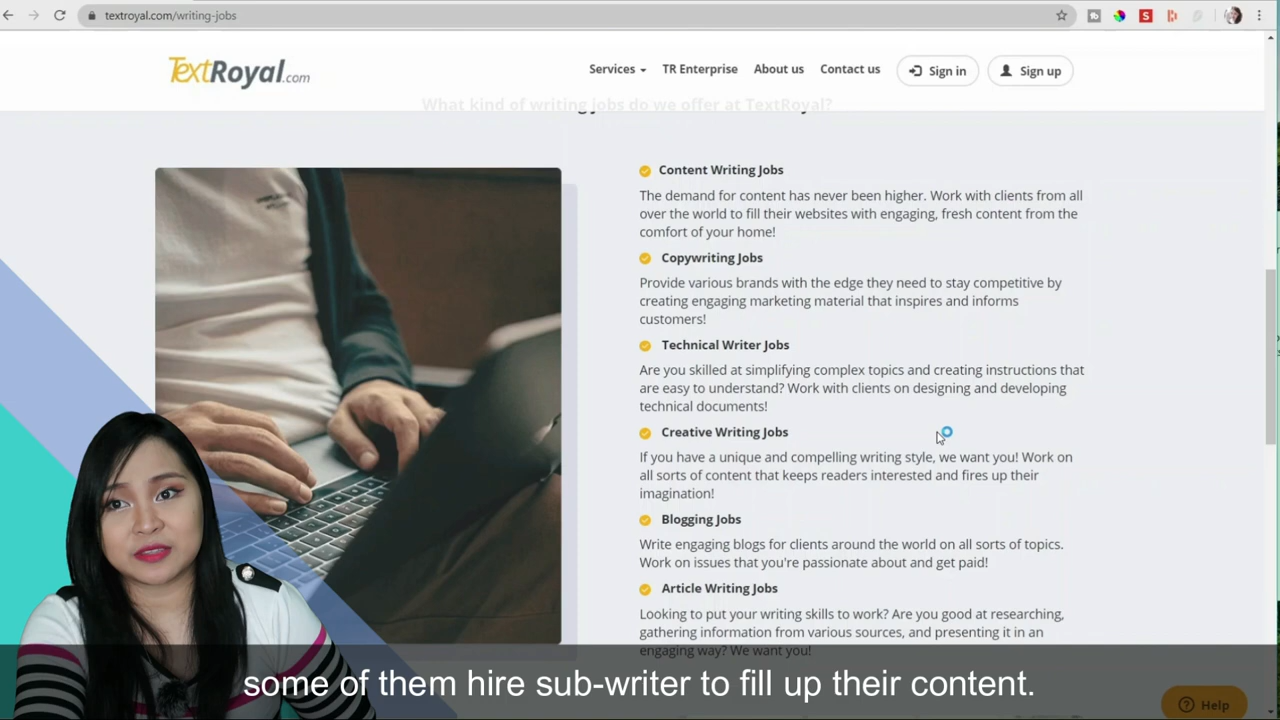 textroyal.com/writing-jobs
TextRoyal.com
Services
TR Enterprise
About us
Contact us
Sign in
Sign up
What kind of writing jobs do we offer at TextRoyal?
Content Writing Jobs
The demand for content has never been higher. Work with clients from all
over the world to fill their websites with engaging, fresh content from the
comfort of your home!
Copywriting Jobs
Provide various brands with the edge they need to stay competitive by
creating engaging marketing material that inspires and informs
customers!
Technical Writer Jobs
Are you skilled at simplifying complex topics and creating instructions that
are easy to understand? Work with clients on designing and developing
technical documents!
Creative Writing Jobs
If you have a unique and compelling writing style, we want you! Work on
all sorts of content that keeps readers interested and fires up their
imagination!
Blogging Jobs
Write engaging blogs for clients around the world on all sorts of topics.
Work on issues that you're passionate about and get paid!
Article Writing Jobs
Looking to put your writing skills to work? Are you good at researching,
gathering information from various sources, and presenting it in an
engaging way? We want you!
some of them hire sub-writer to fill up their content.
Help